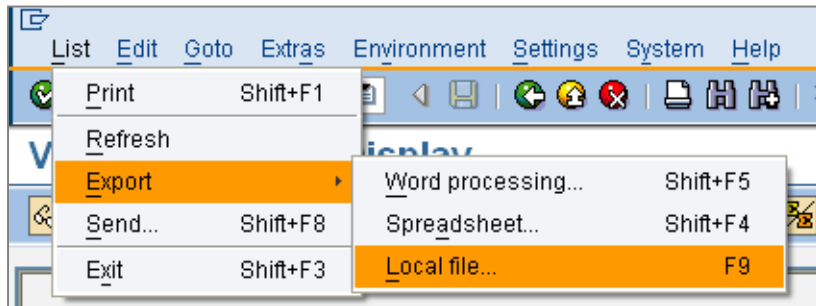 List Edit Goto Extras Environment Settings System Help
Print Shift+F1
Refresh
Export
Send... Shift+F8
Exit Shift+F3
Word processing... Shift+F5
Spreadsheet... Shift+F4
Local file... F9